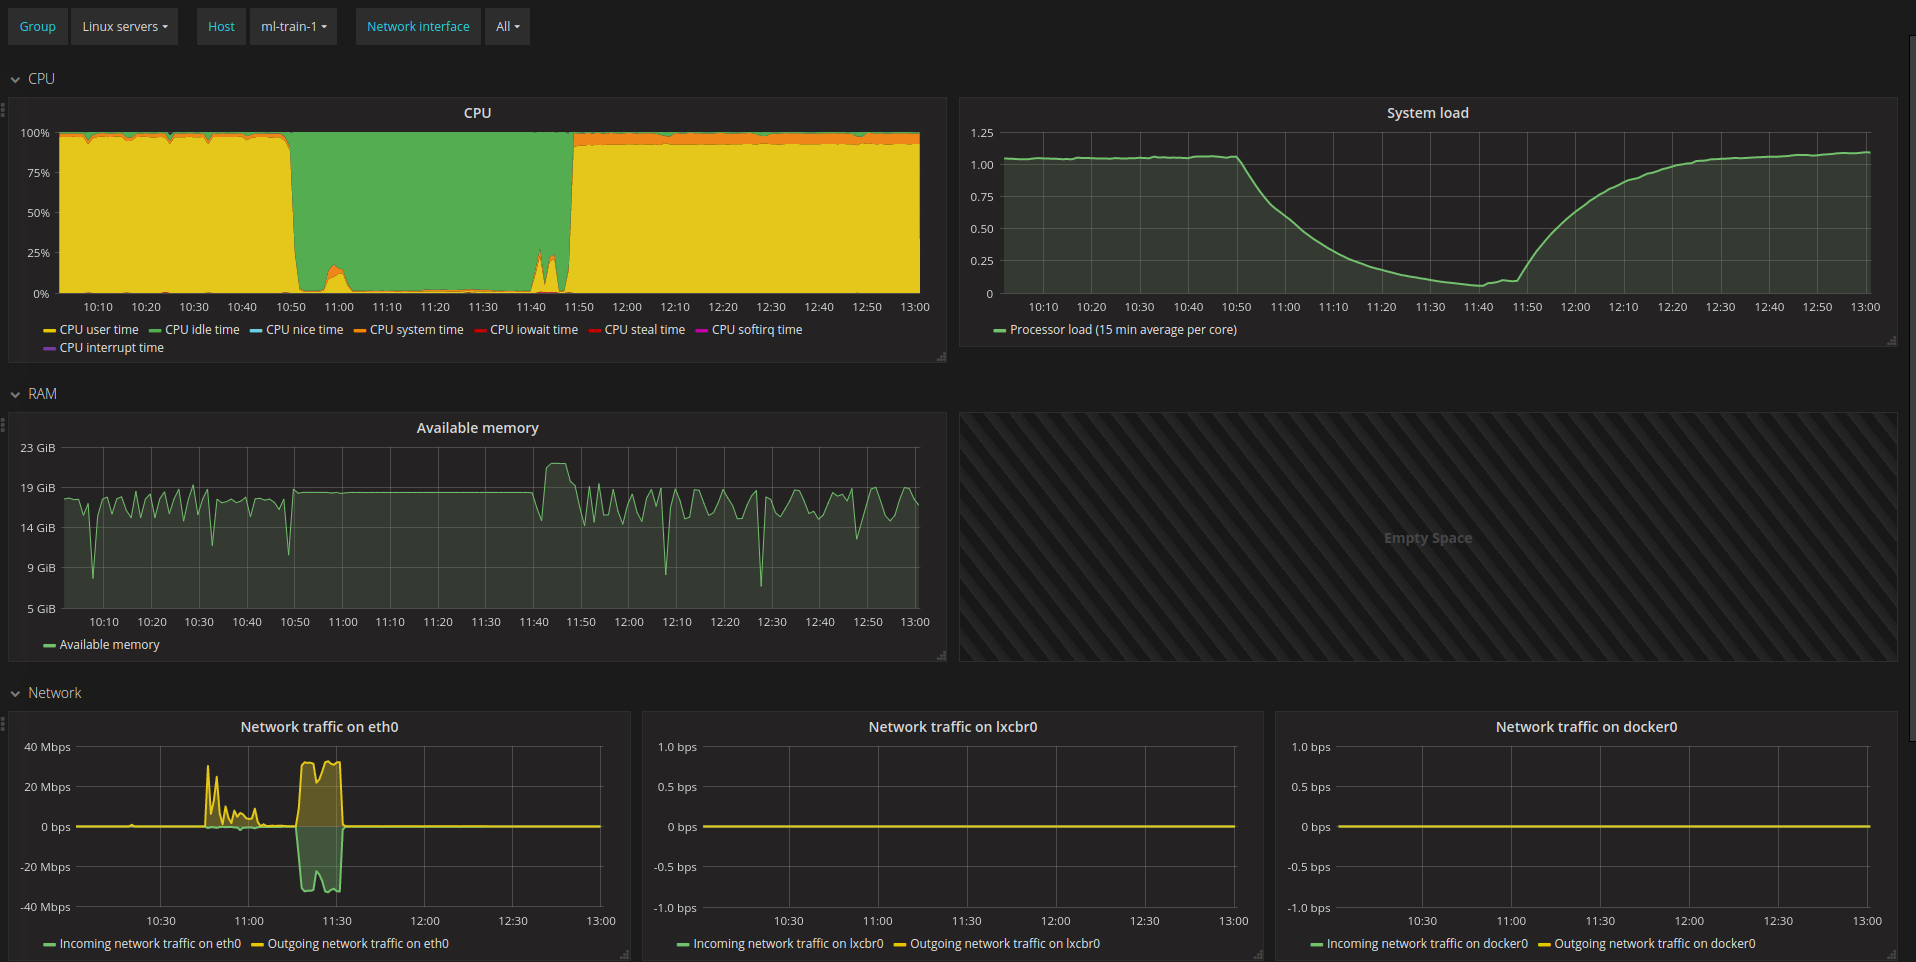 Group Linux servers Host ml-train-1 Network interface All
CPU
CPU
100%
75%
50%
25%
0%
10:10 10:20 10:30 10:40 10:50 11:00 11:10 11:20 11:30 11:40 11:50 12:00 12:10 12:20 12:30 12:40 12:50 13:00
CPU user time CPU idle time CPU nice time CPU system time CPU iowait time CPU steal time CPU softirq time
CPU interrupt time
System load
1.25
1.00
0.75
0.50
0.25
0
10:10 10:20 10:30 10:40 10:50 11:00 11:10 11:20 11:30 11:40 11:50 12:00 12:10 12:20 12:30 12:40 12:50 13:00
Processor load (15 min average per core)
RAM
Available memory
23 GiB
19 GiB
14 GiB
9 GiB
5 GiB
10:10 10:20 10:30 10:40 10:50 11:00 11:10 11:20 11:30 11:40 11:50 12:00 12:10 12:20 12:30 12:40 12:50 13:00
Available memory
Empty Space
Network
Network traffic on eth0
40 Mbps
20 Mbps
0 bps
-20 Mbps
-40 Mbps
10:30 11:00 11:30 12:00 12:30 13:00
Incoming network traffic on eth0 Outgoing network traffic on eth0
Network traffic on lxcbr0
1.0 bps
0.5 bps
0 bps
-0.5 bps
-1.0 bps
10:30 11:00 11:30 12:00 12:30 13:00
Incoming network traffic on lxcbr0 Outgoing network traffic on lxcbr0
Network traffic on docker0
1.0 bps
0.5 bps
0 bps
-0.5 bps
-1.0 bps
10:30 11:00 11:30 12:00 12:30 13:00
Incoming network traffic on docker0 Outgoing network traffic on docker0